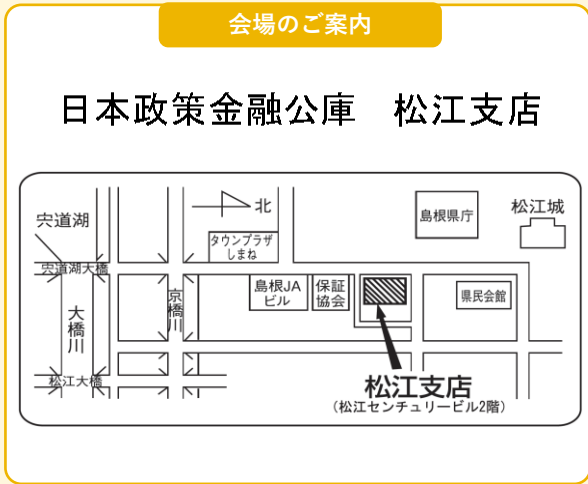 会場のご案内
日本政策金融公庫　松江支店
宍道湖
北
島根県庁
松江城
タウンプラザ
しまね
宍道湖大橋
島根JA
ビル
保証
協会
県民会館
京橋川
大橋川
松江大橋
松江支店
（松江センチュリービル2階）